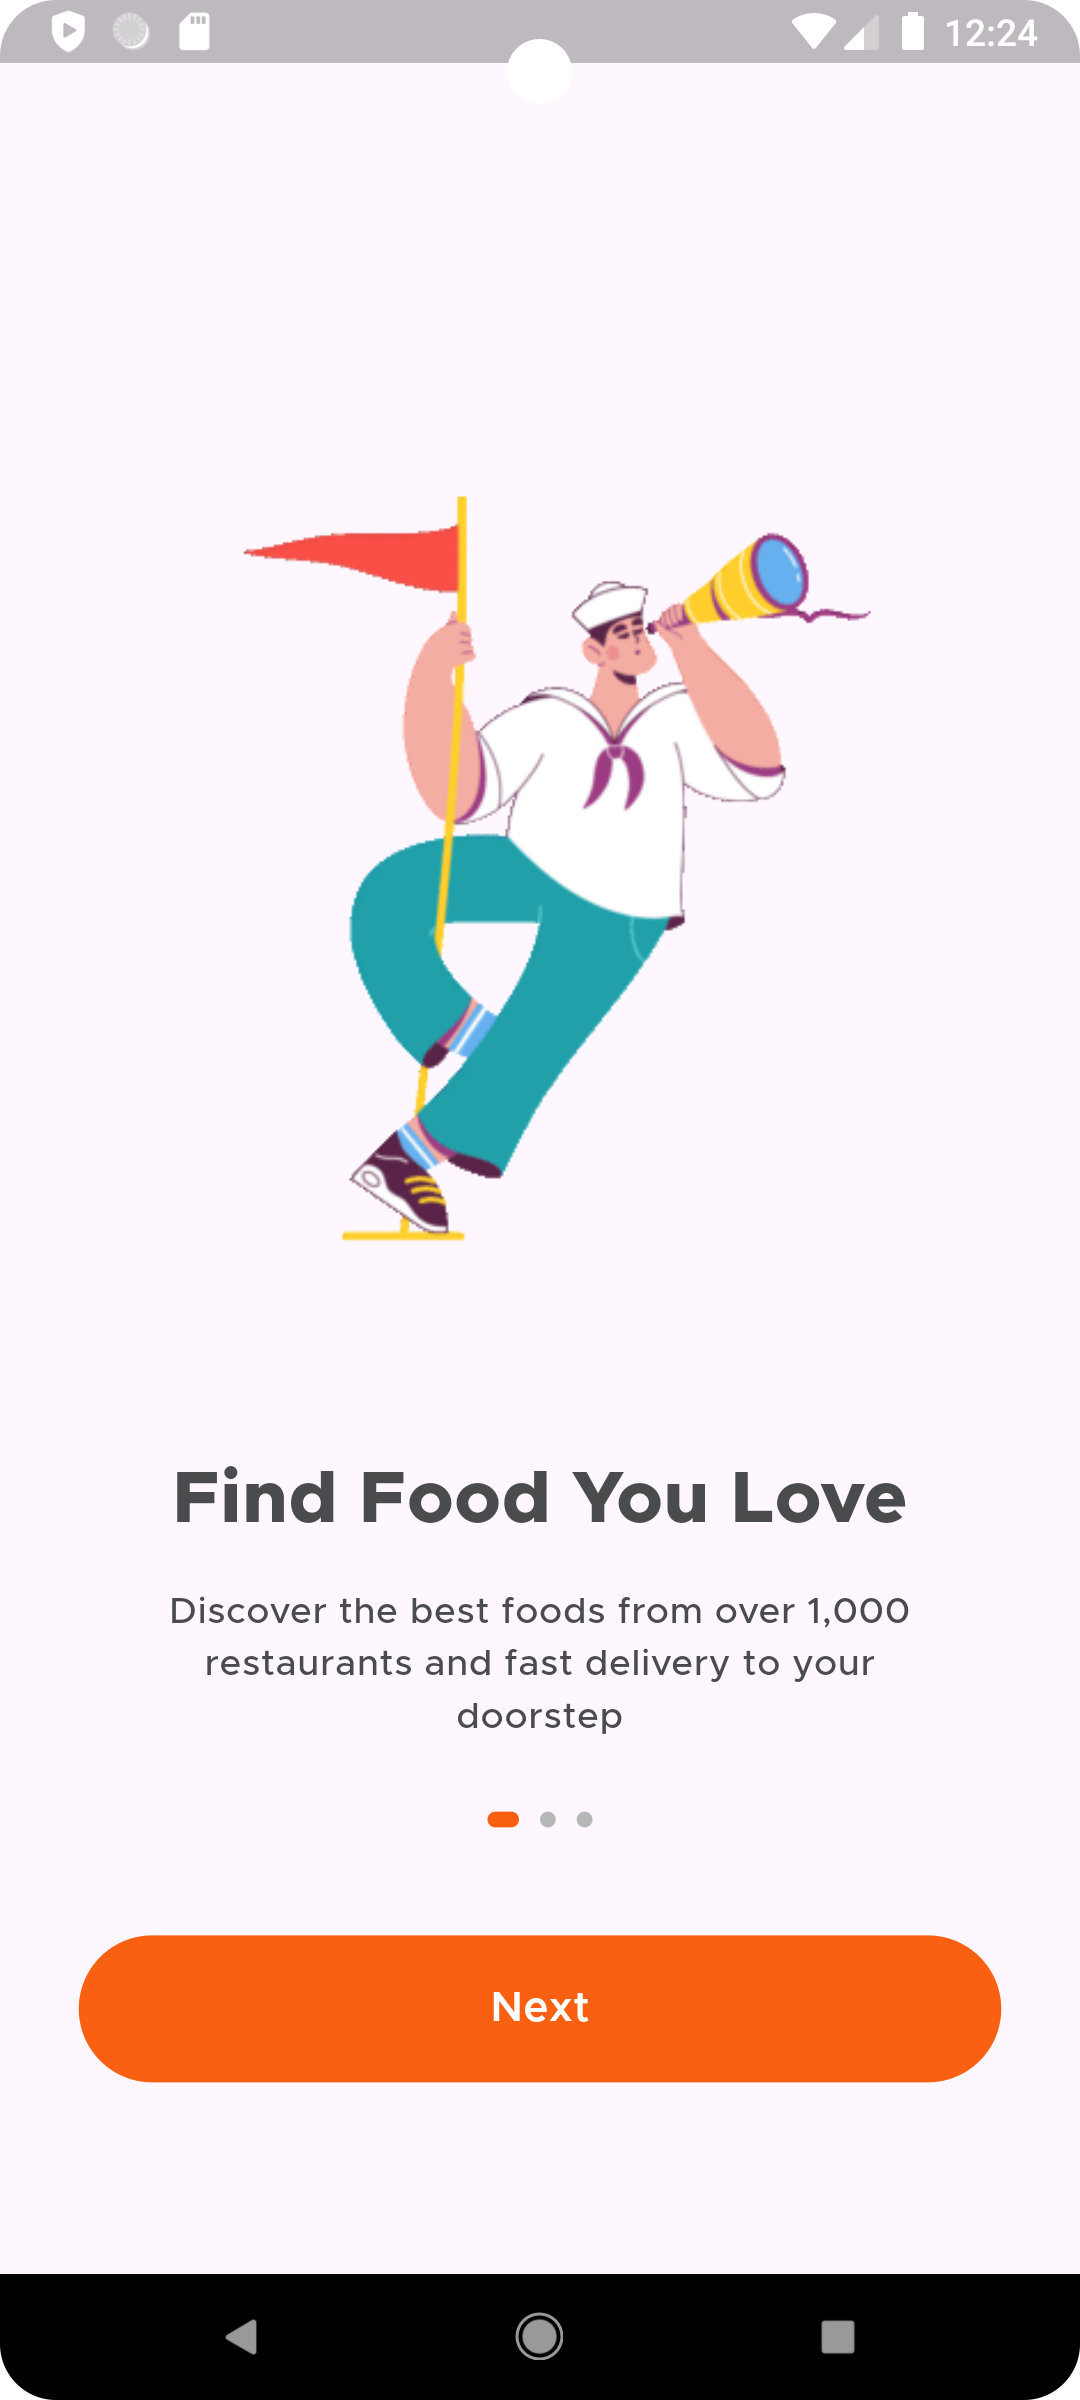 12:24
Find Food You Love
Discover the best foods from over 1,000
restaurants and fast delivery to your
doorstep
Next